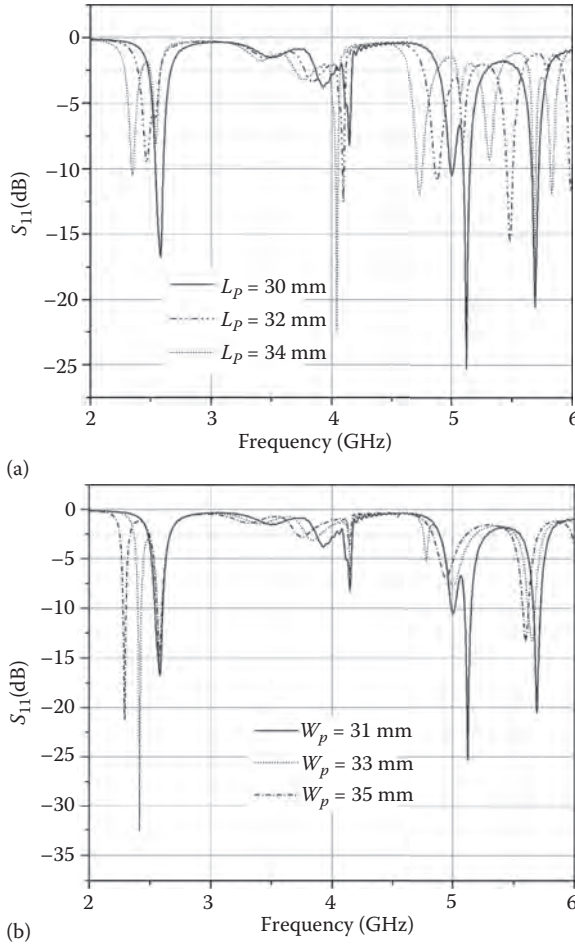 0
−5
−10
−15
−20
−25
S11(dB)
LP = 30 mm
LP = 32 mm
LP = 34 mm
2
3
4
5
6
Frequency (GHz)
(a)
0
−5
−10
−15
−20
−25
−30
−35
S11(dB)
Wp = 31 mm
Wp = 33 mm
Wp = 35 mm
2
3
4
5
6
Frequency (GHz)
(b)